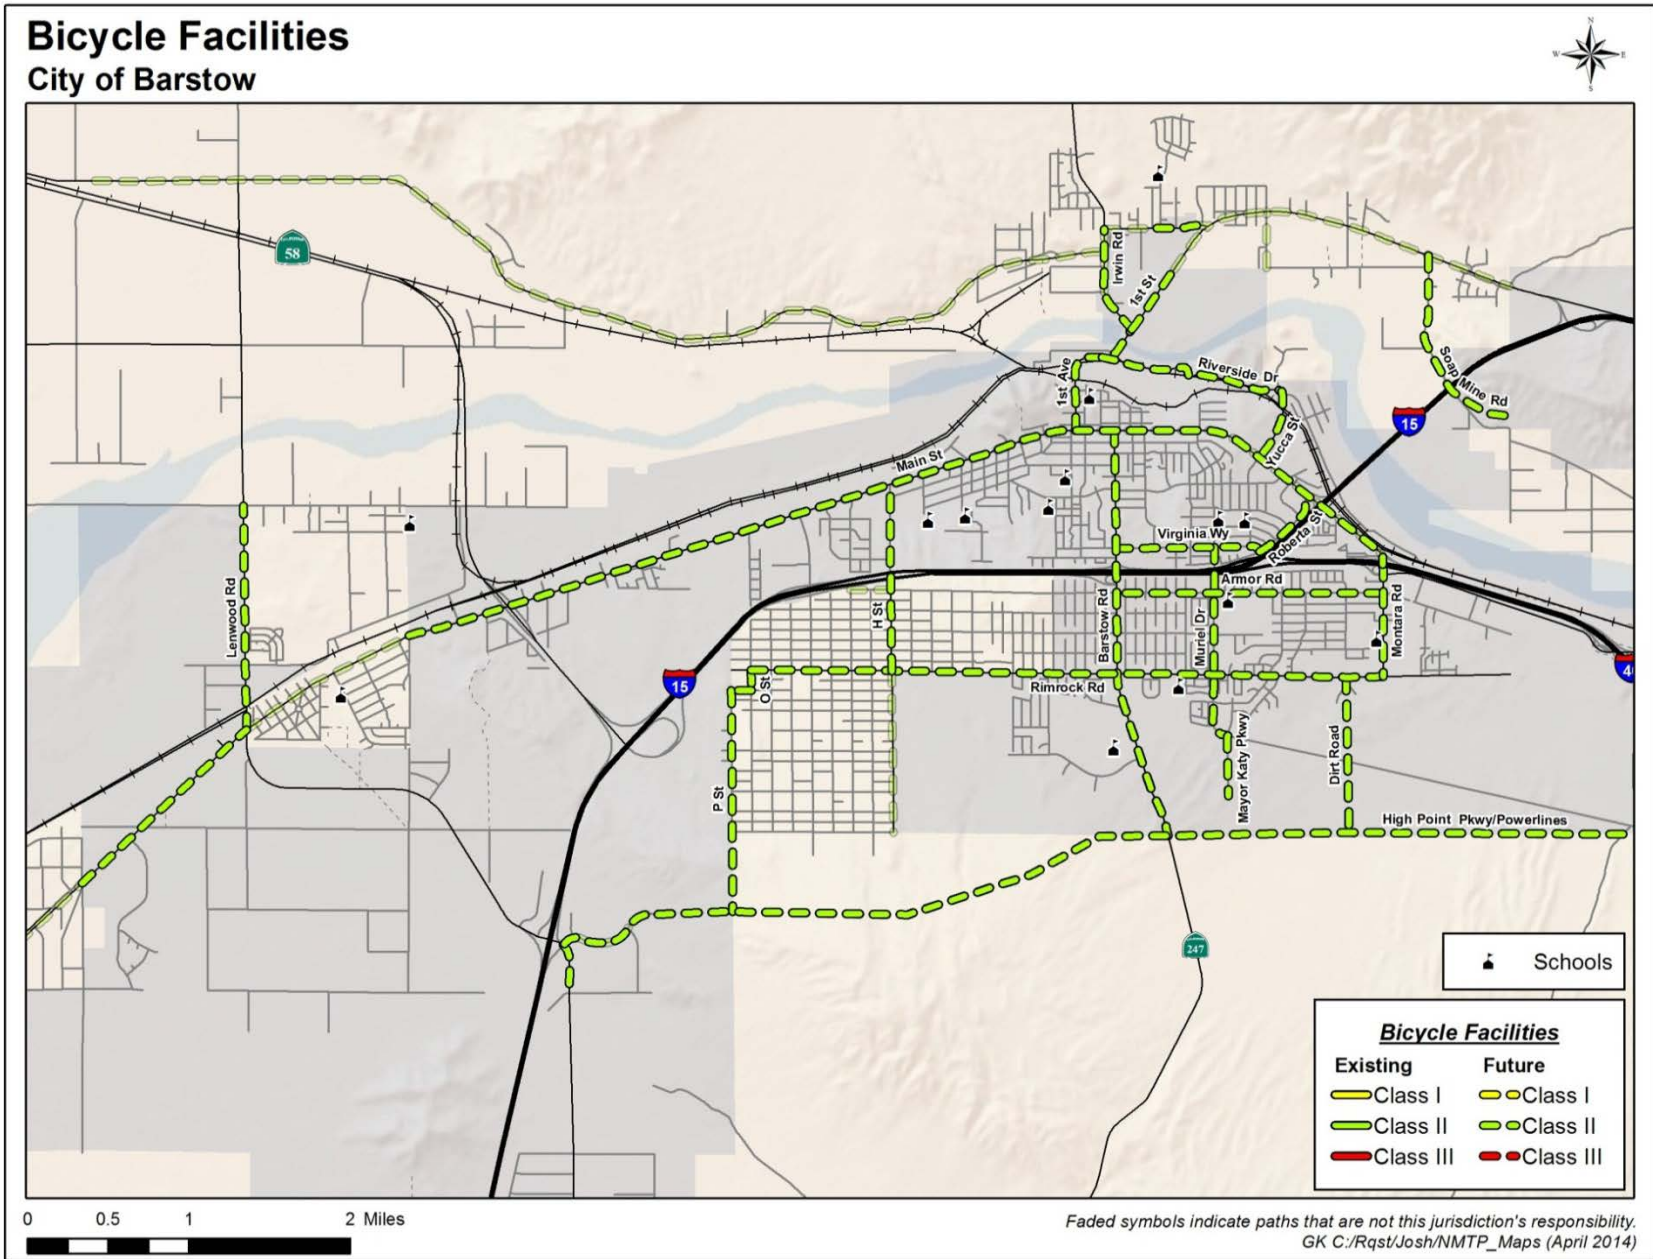 Bicycle Facilities
City of Barstow
N
W E
S
58
Irwin Rd
1st St
1st Ave
Riverside Dr
Soap Mine Rd
15
Yucca St
Main St
Virginia Wy
Roberta St
Armor Rd
Lenwood Rd
H St
Barstow Rd
Muriel Dr
Montara Rd
15
O St
Rimrock Rd
P St
Mayor Katy Pkwy
Dirt Road
High Point Pkwy/Powerlines
247
Schools
Bicycle Facilities
Existing Future
Class I Class I
Class II Class II
Class III Class III
0 0.5 1 2 Miles
Faded symbols indicate paths that are not this jurisdiction's responsibility.
GK C:/Rqst/Josh/NMTP_Maps (April 2014)